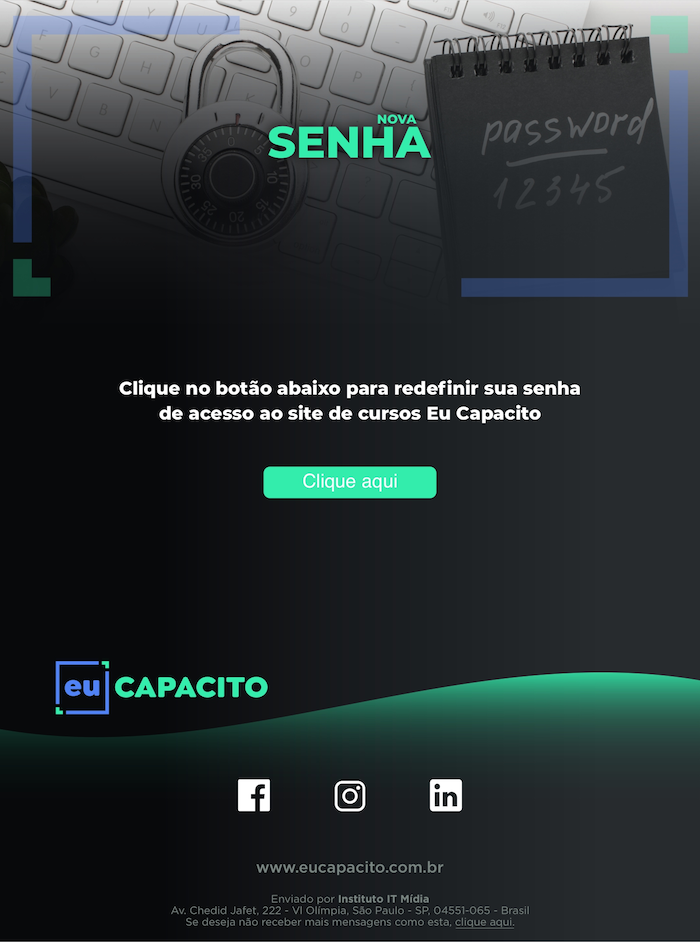 NOVA
SENHA
password
12345
Clique no botão abaixo para redefinir sua senha
de acesso ao site de cursos Eu Capacito
Clique aqui
eu CAPACITO
www.eucapacito.com.br
Enviado por Instituto IT Mídia
Av. Chedid Jafet, 222 - Vl Olímpia, São Paulo - SP, 04551-065 - Brasil
Se deseja não receber mais mensagens como esta, clique aqui.